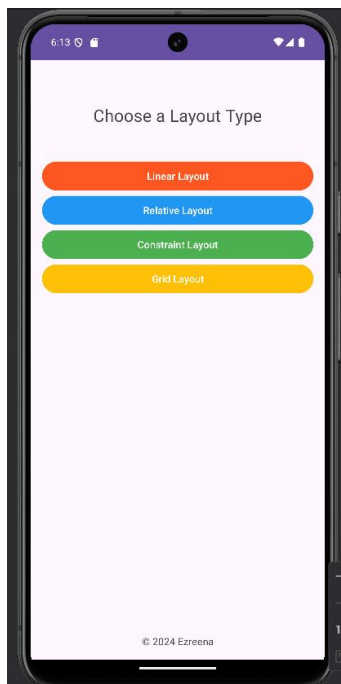 6:13
Choose a Layout Type
Linear Layout
Relative Layout
Constraint Layout
Grid Layout
© 2024 Ezreena